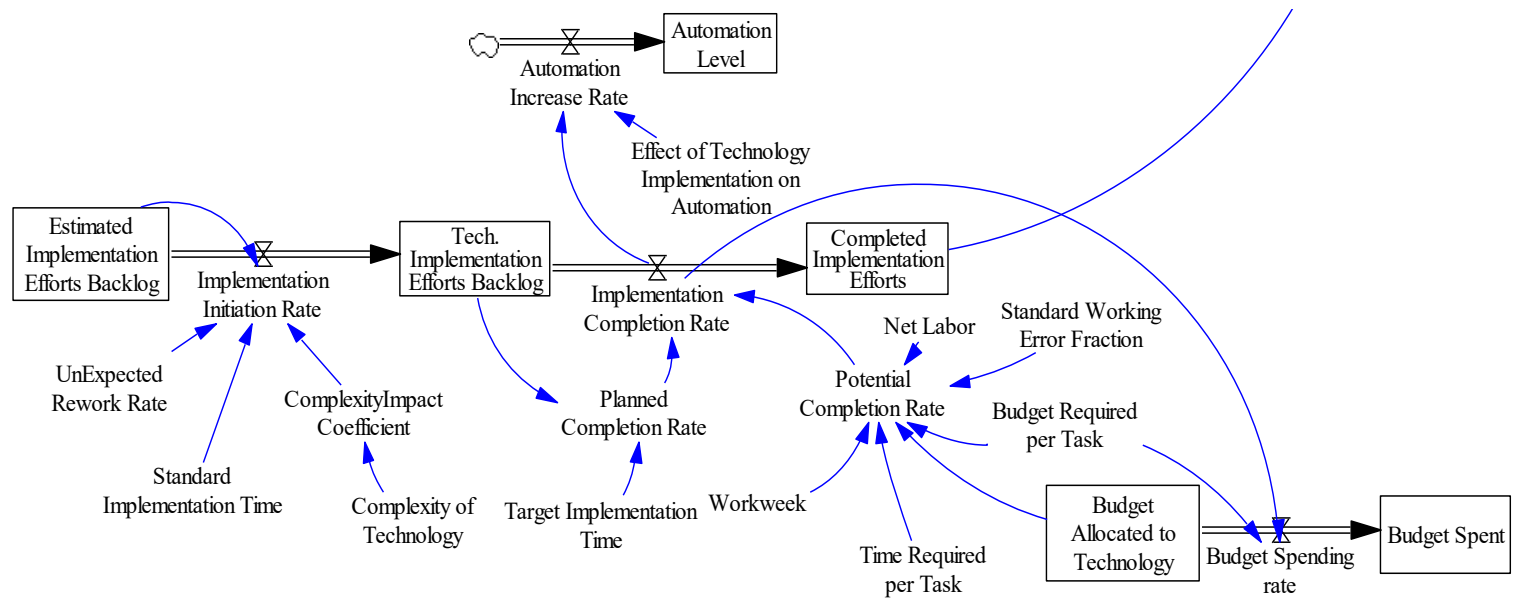 Automation
Level
Automation
Increase Rate
Effect of Technology
Implementation on
Automation
Estimated
Implementation
Efforts Backlog
Implementation
Initiation Rate
Tech.
Implementation
Efforts Backlog
Implementation
Completion Rate
Completed
Implementation
Efforts
UnExpected
Rework Rate
Standard
Implementation Time
ComplexityImpact
Coefficient
Complexity of
Technology
Planned
Completion Rate
Target Implementation
Time
Net Labor
Standard Working
Error Fraction
Potential
Completion Rate
Budget Required
per Task
Workweek
Time Required
per Task
Budget
Allocated to
Technology
Budget Spending
rate
Budget Spent